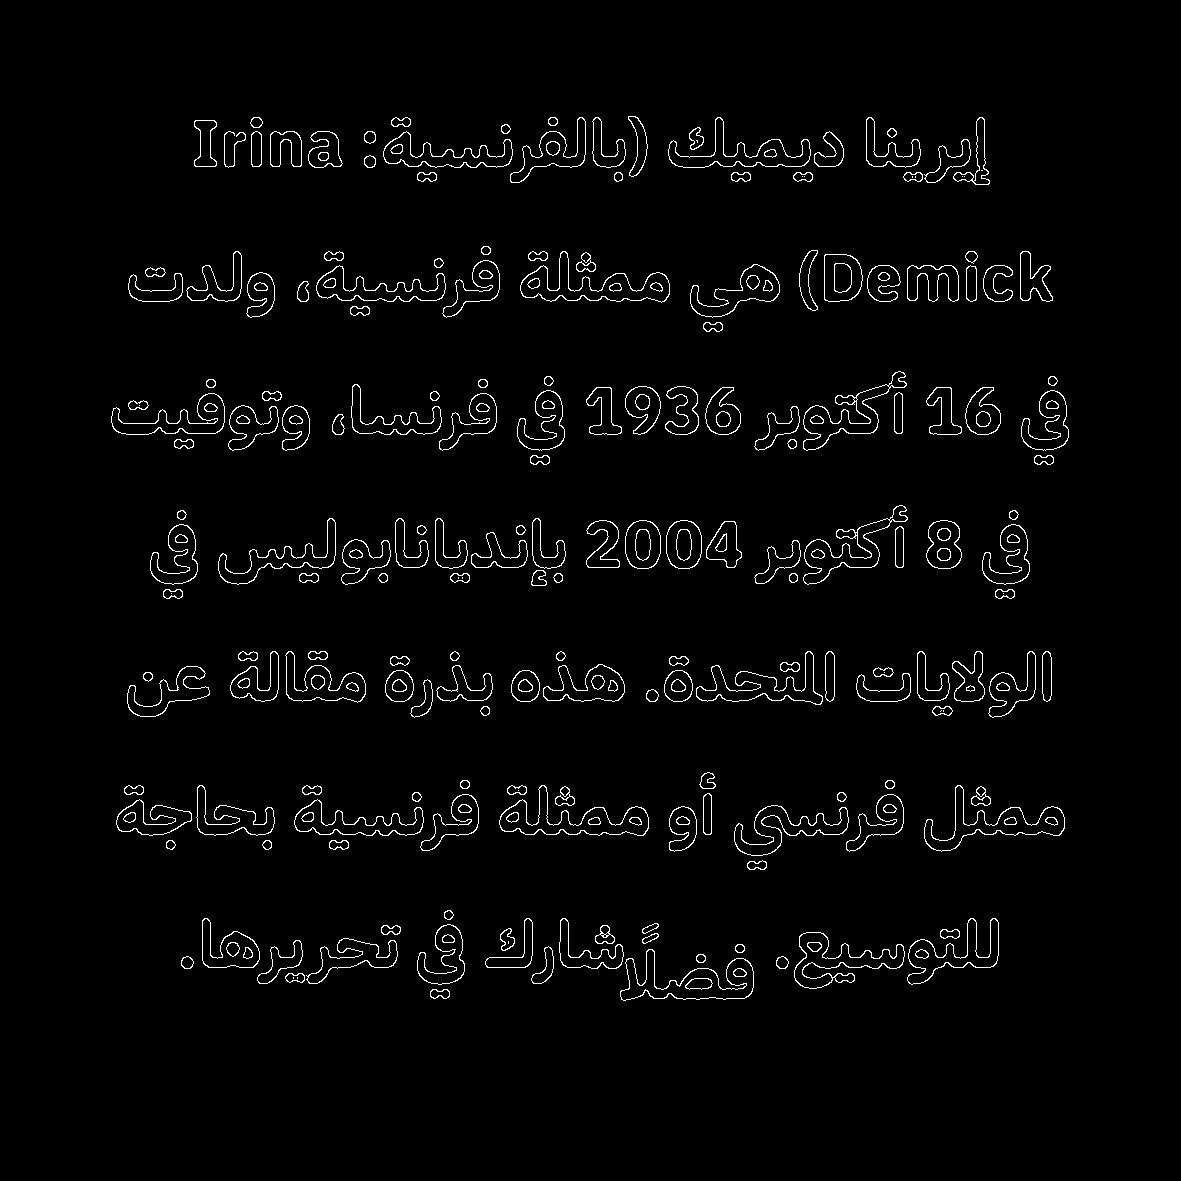 إيرينا ديميك (بالفرنسية: Irina
Demick) هي ممثلة فرنسية، ولدت
في 16 أكتوبر 1936 في فرنسا، وتوفيت
في 8 أكتوبر 2004 بإنديانابوليس في
الولايات المتحدة. هذه بذرة مقالة عن
ممثل فرنسي أو ممثلة فرنسية بحاجة
للتوسيع. فضلًا شارك في تحريرها.